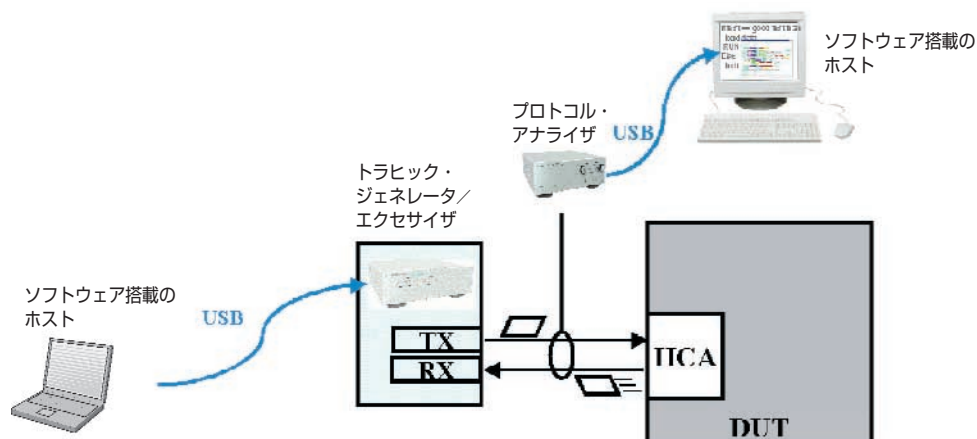 ソフトウェア搭載の
ホスト
プロトコル・
アナライザ
USB
トラヒック・
ジェネレータ/
エクセサイザ
ソフトウェア搭載の
ホスト
USB
TX
RX
HCA
DUT